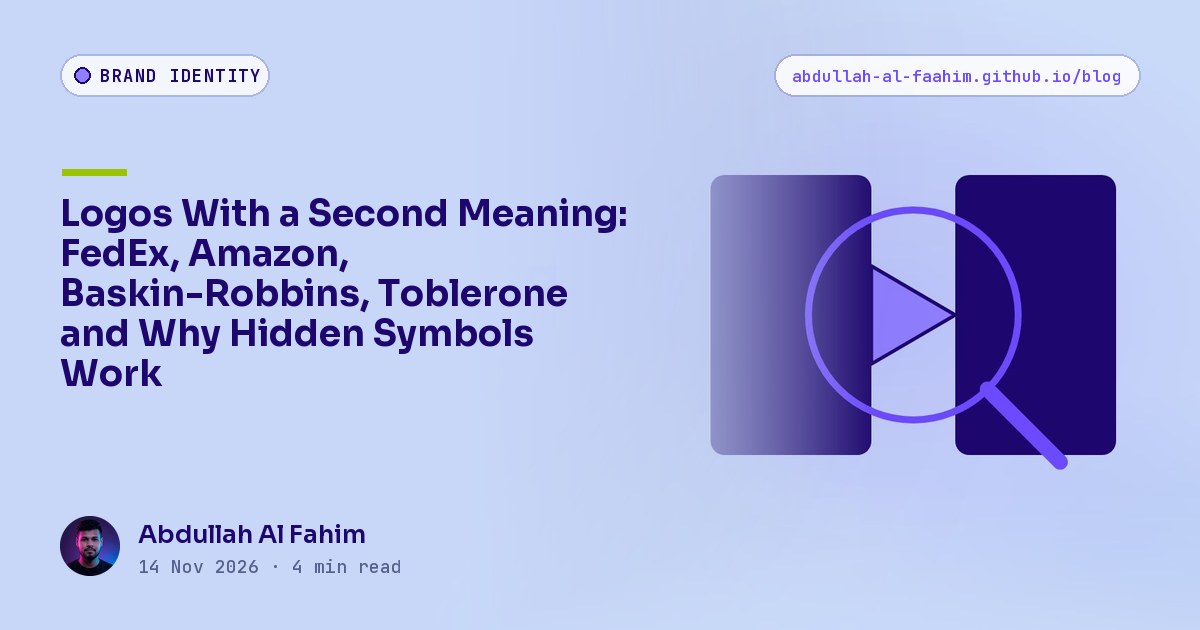 BRAND IDENTITY
abdullah-al-faahim.github.io/blog
Logos With a Second Meaning:
FedEx, Amazon,
Baskin-Robbins, Toblerone
and Why Hidden Symbols
Work
Abdullah Al Fahim
14 Nov 2026 · 4 min read